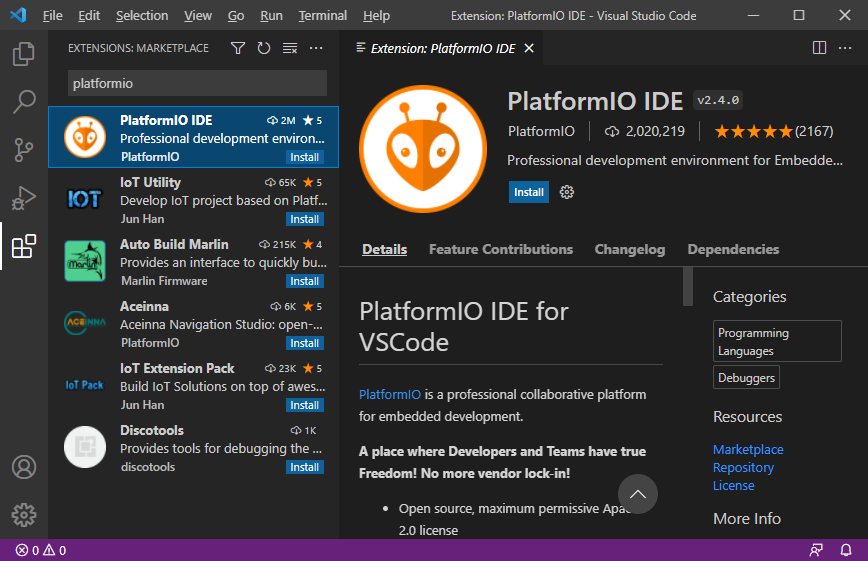 File Edit Selection View Go Run Terminal Help Extension: PlatformIO IDE - Visual Studio Code
EXTENSIONS: MARKETPLACE
platformio
PlatformIO IDE 2M 5
Professional development environ...
PlatformIO Install
IoT Utility 65K 5
Develop IoT project based on Platf...
Jun Han Install
Auto Build Marlin 215K 4
Provides an interface to quickly bu...
Marlin Firmware Install
Aceinna 6K 5
Aceinna Navigation Studio: open-...
PlatformIO Install
IoT Extension Pack 23K 5
Build IoT Solutions on top of awes...
Jun Han Install
Discotools 1K
Provides tools for debugging the ...
discotools Install
IOT
Marlin
ACEINNA
IoT Pack
Extension: PlatformIO IDE
PlatformIO IDE v2.4.0
PlatformIO 2,020,219 (2167)
Professional development environment for Embedde...
Install
Details Feature Contributions Changelog Dependencies
PlatformIO IDE for
VSCode
PlatformIO is a professional collaborative platform
for embedded development.
A place where Developers and Teams have true
Freedom! No more vendor lock-in!
• Open source, maximum permissive Apac
2.0 license
Categories
Programming
Languages
Debuggers
Resources
Marketplace
Repository
License
More Info
0 0